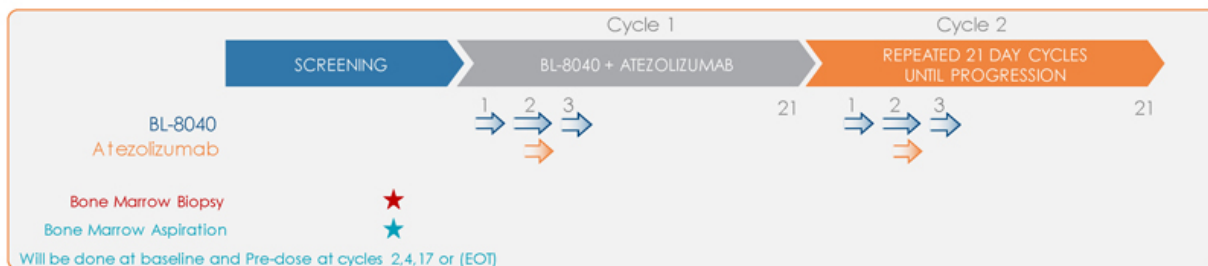 Cycle 1 Cycle 2
SCREENING BL-8040 + ATEZOLIZUMAB REPEATED 21 DAY CYCLES
UNTIL PROGRESSION
1 2 3 21 1 2 3 21
BL-8040
Atezolizumab
Bone Marrow Biopsy
Bone Marrow Aspiration
Will be done at baseline and Pre-dose at cycles 2,4,17 or (EOT)